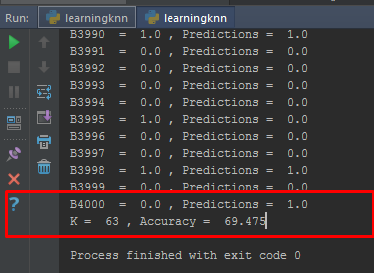 Run: learningknn learningknn
B3990 = 1.0 , Predictions = 1.0
B3991 = 0.0 , Predictions = 0.0
B3992 = 0.0 , Predictions = 0.0
B3993 = 0.0 , Predictions = 0.0
B3994 = 0.0 , Predictions = 0.0
B3995 = 1.0 , Predictions = 0.0
B3996 = 0.0 , Predictions = 0.0
B3997 = 0.0 , Predictions = 0.0
B3998 = 1.0 , Predictions = 0.0
B3999 = 0.0 , Predictions = 0.0
B4000 = 0.0 , Predictions = 1.0
K = 63 , Accuracy = 69.475
Process finished with exit code 0